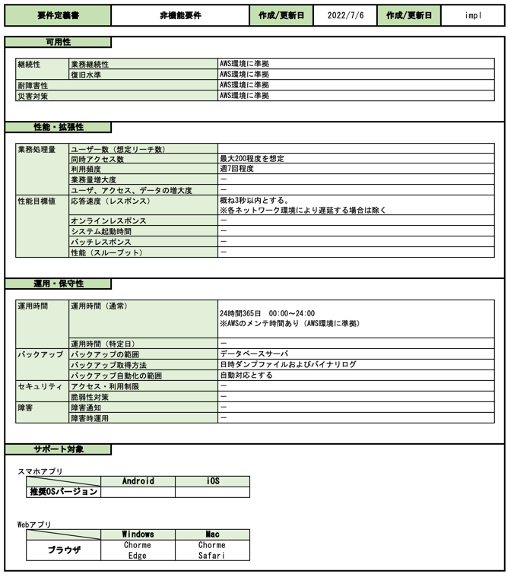 要件定義書 非機能要件 作成/更新日 2022/7/6 作成/更新日 impl
可用性
継続性 業務継続性 AWS環境に準拠
復旧水準 AWS環境に準拠
耐障害性 AWS環境に準拠
災害対策 AWS環境に準拠
性能・拡張性
業務処理量 ユーザー数（想定リーチ数）
同時アクセス数 最大200程度を想定
利用頻度 週7回程度
業務量増大度 －
ユーザ、アクセス、データの増大度 －
性能目標値 応答速度（レスポンス） 概ね3秒以内とする。
※各ネットワーク環境により遅延する場合は除く
オンラインレスポンス －
システム起動時間 －
バッチレスポンス －
性能（スループット） －
運用・保守性
運用時間 運用時間（通常） 24時間365日 00:00～24:00
※AWSのメンテ時間あり（AWS環境に準拠）
運用時間（特定日） －
バックアップ バックアップの範囲 データベースサーバ
バックアップ取得方法 日時ダンプファイルおよびバイナリログ
バックアップ自動化の範囲 自動対応とする
セキュリティ アクセス・利用制限 －
脆弱性対策 －
障害 障害通知 －
障害時運用 －
サポート対象
スマホアプリ
Android iOS
推奨OSバージョン
Webアプリ
Windows Mac
ブラウザ Chorme Chorme
Edge Safari